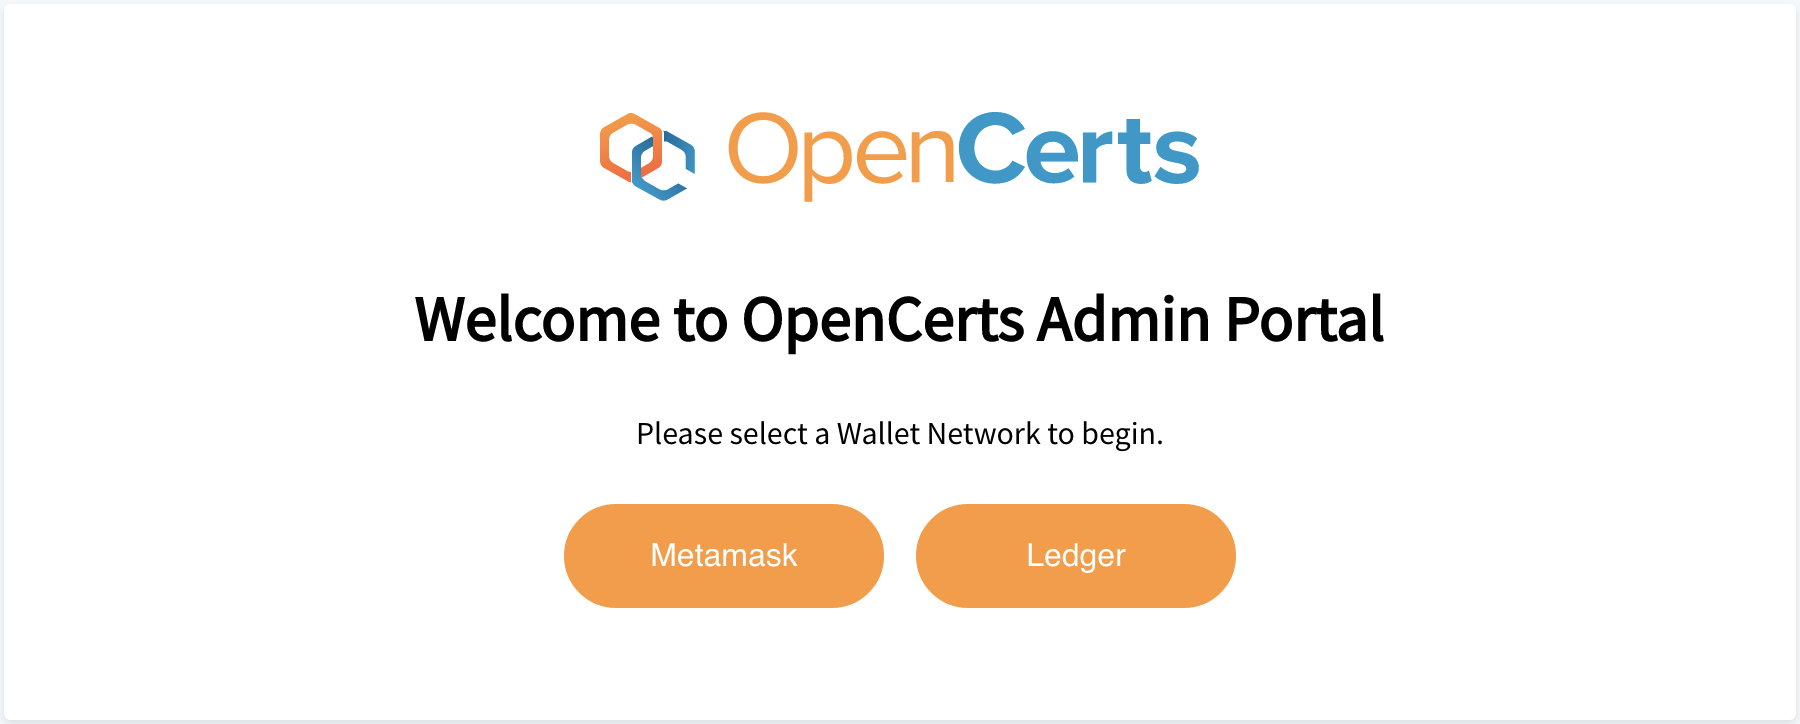 OpenCerts
Welcome to OpenCerts Admin Portal
Please select a Wallet Network to begin.
Metamask
Ledger